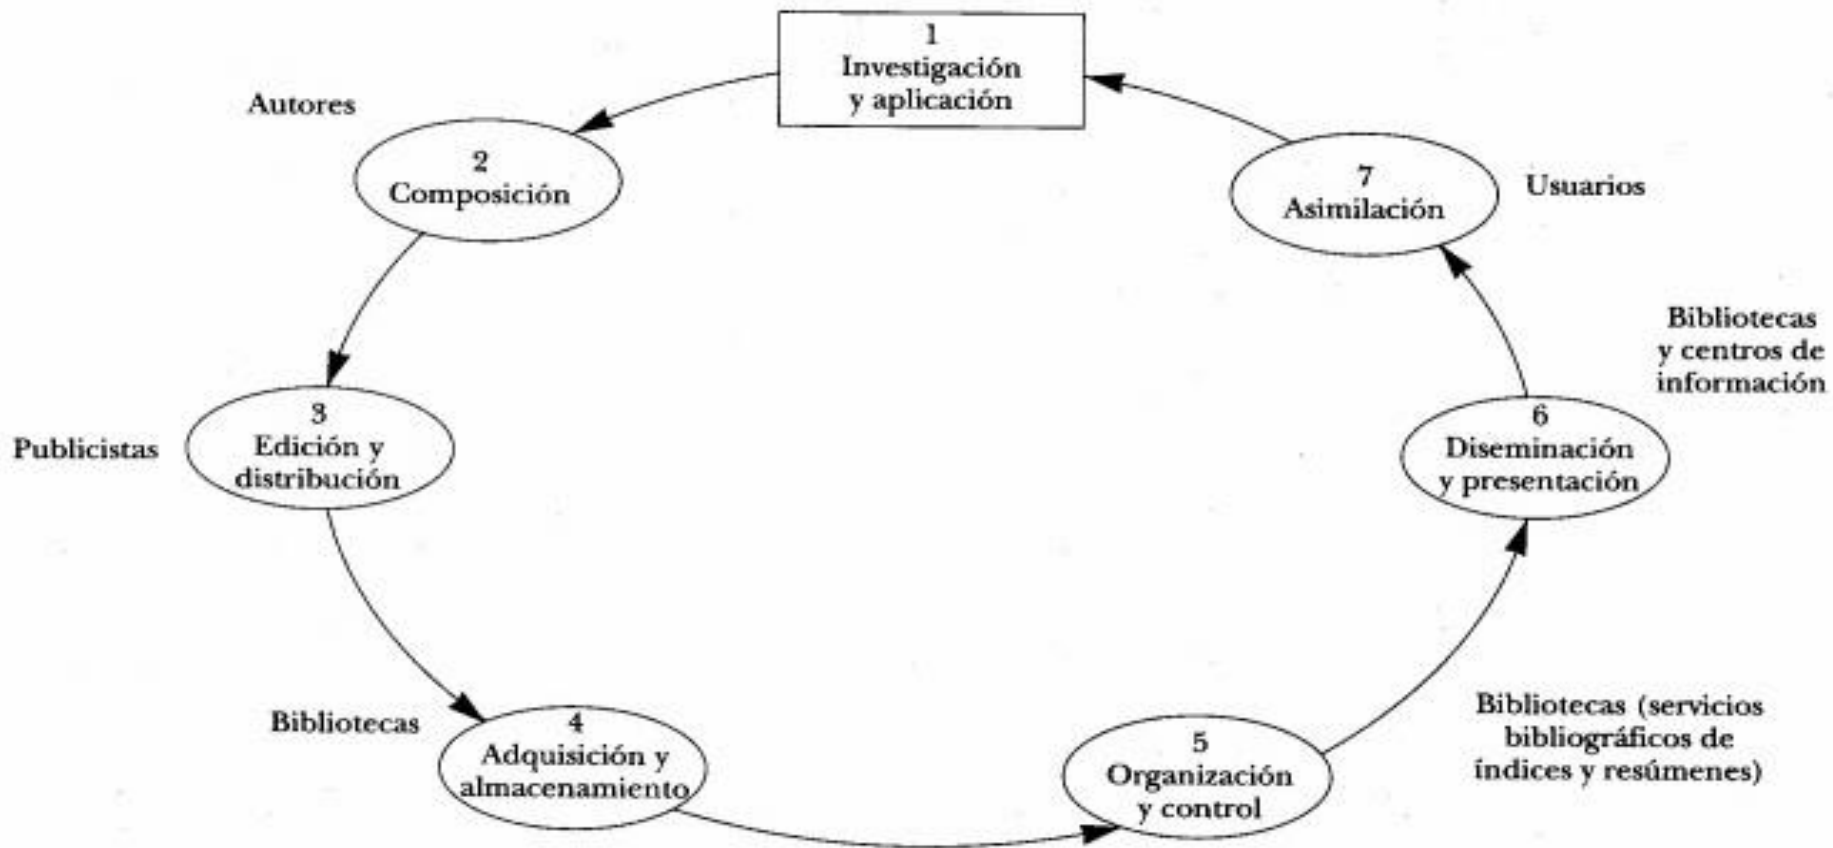 1
Investigación
y aplicación
Autores
2
Composición
Publicistas
3
Edición y
distribución
Bibliotecas
4
Adquisición y
almacenamiento
5
Organización
y control
Bibliotecas (servicios
bibliográficos de
índices y resúmenes)
6
Diseminación
y presentación
Bibliotecas
y centros de
información
7
Asimilación
Usuarios